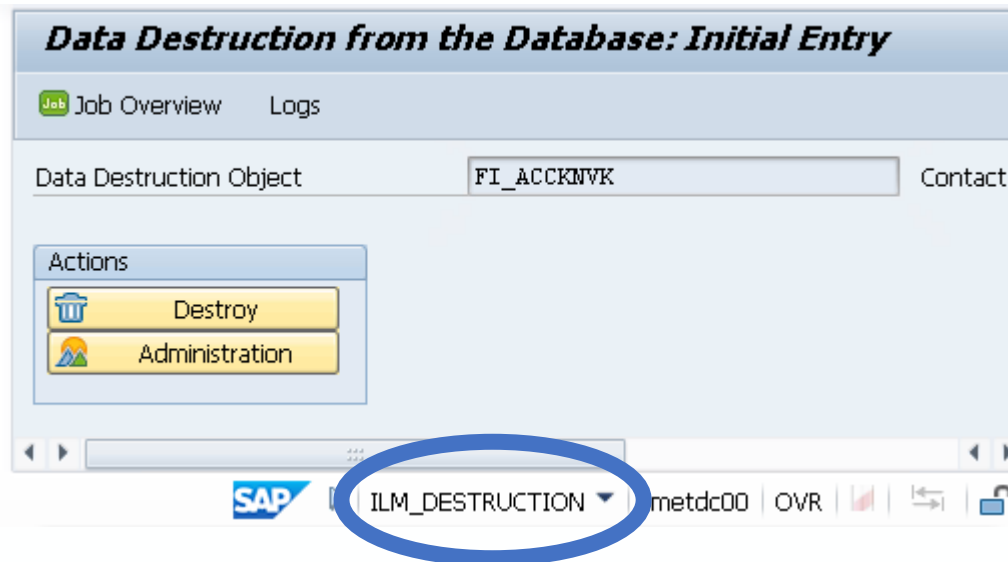 Data Destruction from the Database: Initial Entry
Job Job Overview Logs
Data Destruction Object FI_ACCKNVK Contact
Actions
Destroy
Administration
SAP ILM_DESTRUCTION metdc00 OVR